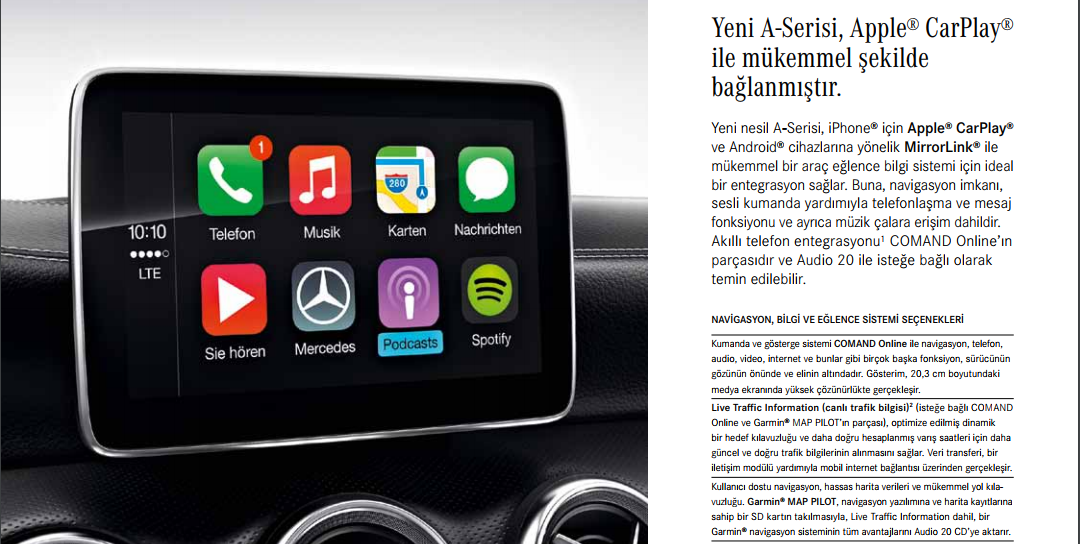 1
280
10:10
LTE
Telefon
Musik
Karten
Nachrichten
Sie hören
Mercedes
Podcasts
Spotify
Yeni A-Serisi, Apple® CarPlay®
ile mükemmel şekilde
bağlanmıştır.
Yeni nesil A-Serisi, iPhone® için Apple® CarPlay®
ve Android® cihazlarına yönelik MirrorLink® ile
mükemmel bir araç eğlence bilgi sistemi için ideal
bir entegrasyon sağlar. Buna, navigasyon imkanı,
sesli kumanda yardımıyla telefonlaşma ve mesaj
fonksiyonu ve ayrıca müzik çalara erişim dahildir.
Akıllı telefon entegrasyonu¹ COMAND Online’ın
parçasıdır ve Audio 20 ile isteğe bağlı olarak
temin edilebilir.
NAVİGASYON, BİLGİ VE EĞLENCE SİSTEMİ SEÇENEKLERİ
Kumanda ve gösterge sistemi COMAND Online ile navigasyon, telefon,
audio, video, internet ve bunlar gibi birçok başka fonksiyon, sürücünün
gözünün önünde ve elinin altındadır. Gösterim, 20,3 cm boyutundaki
medya ekranında yüksek çözünürlükte gerçekleşir.
Live Traffic Information (canlı trafik bilgisi)² (isteğe bağlı COMAND
Online ve Garmin® MAP PILOT’ın parçası), optimize edilmiş dinamik
bir hedef kılavuzluğu ve daha doğru hesaplanmış varış saatleri için daha
güncel ve doğru trafik bilgilerinin alınmasını sağlar. Veri transferi, bir
iletişim modülü yardımıyla mobil internet bağlantısı üzerinden gerçekleşir.
Kullanıcı dostu navigasyon, hassas harita verileri ve mükemmel yol kıla-
vuzluğu. Garmin® MAP PILOT, navigasyon yazılımına ve harita kayıtlarına
sahip bir SD kartın takılmasıyla, Live Traffic Information dahil, bir
Garmin® navigasyon sisteminin tüm avantajlarını Audio 20 CD’ye aktarır.